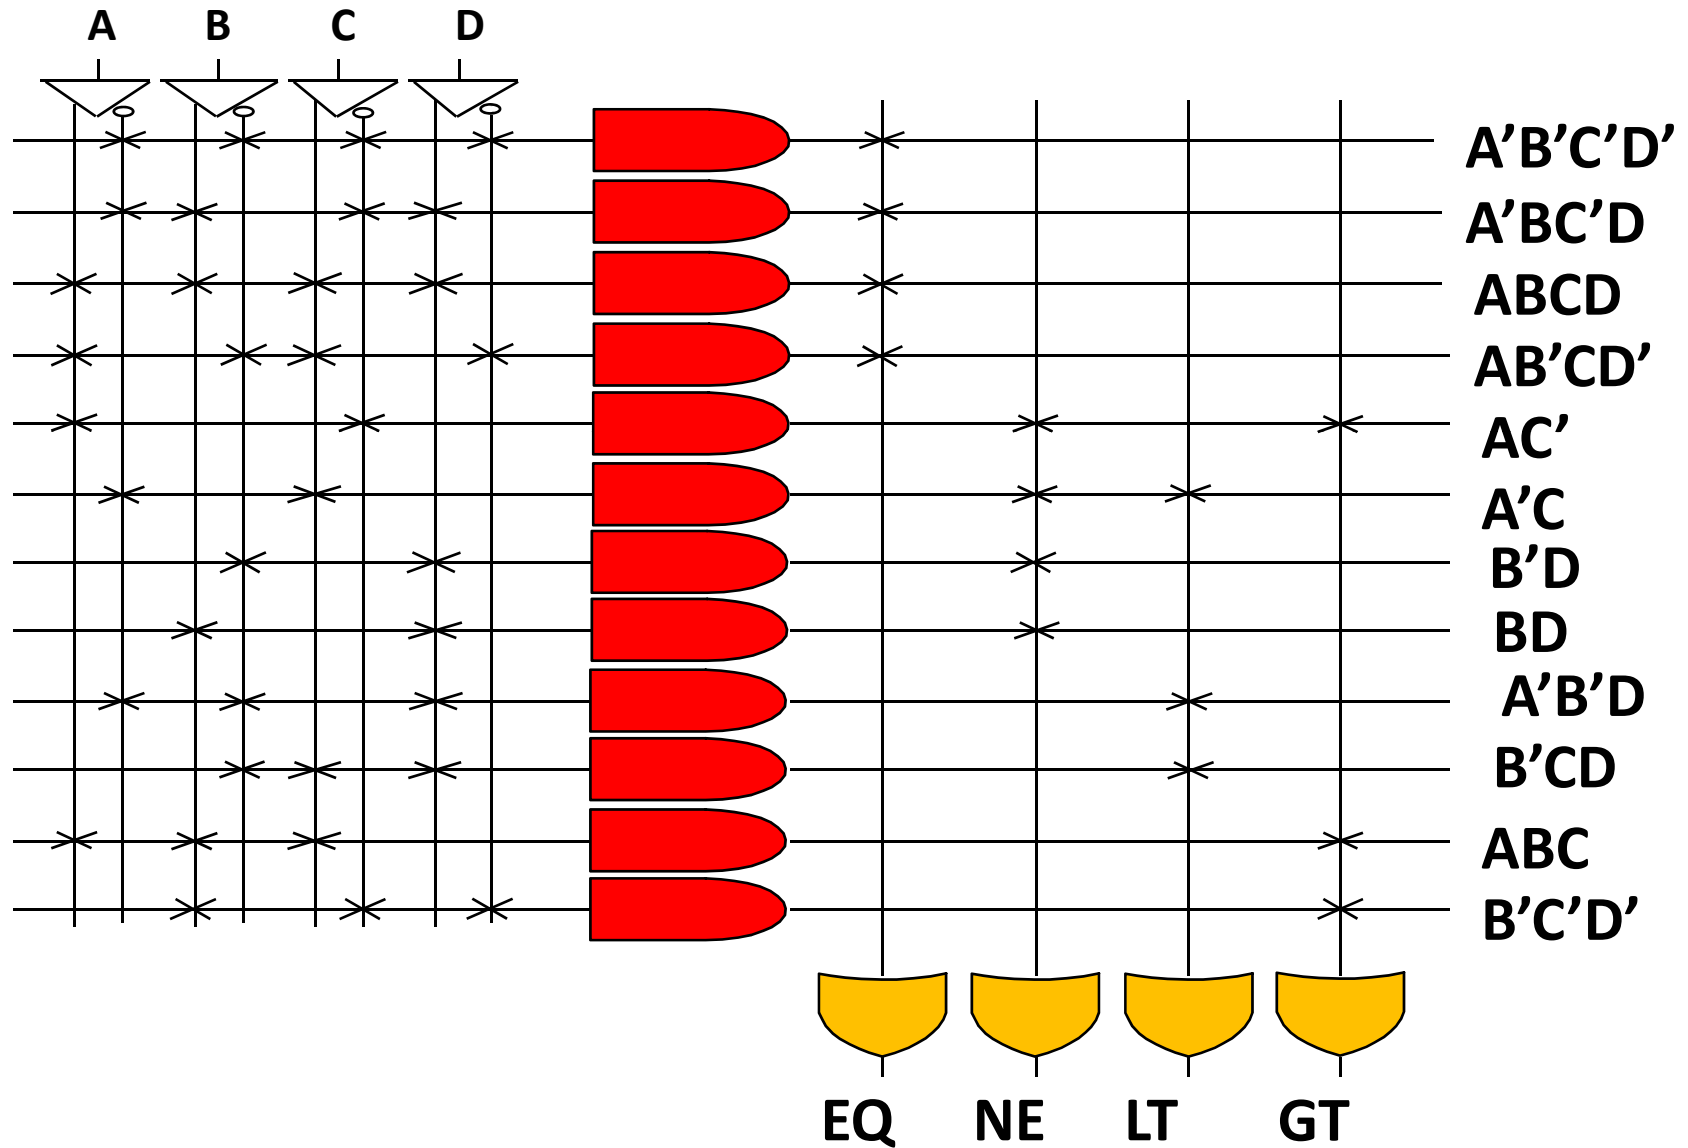 A B C D
A’B’C’D’
A’BC’D
ABCD
AB’CD’
AC’
A’C
B’D
BD
A’B’D
B’CD
ABC
B’C’D’
EQ NE LT GT